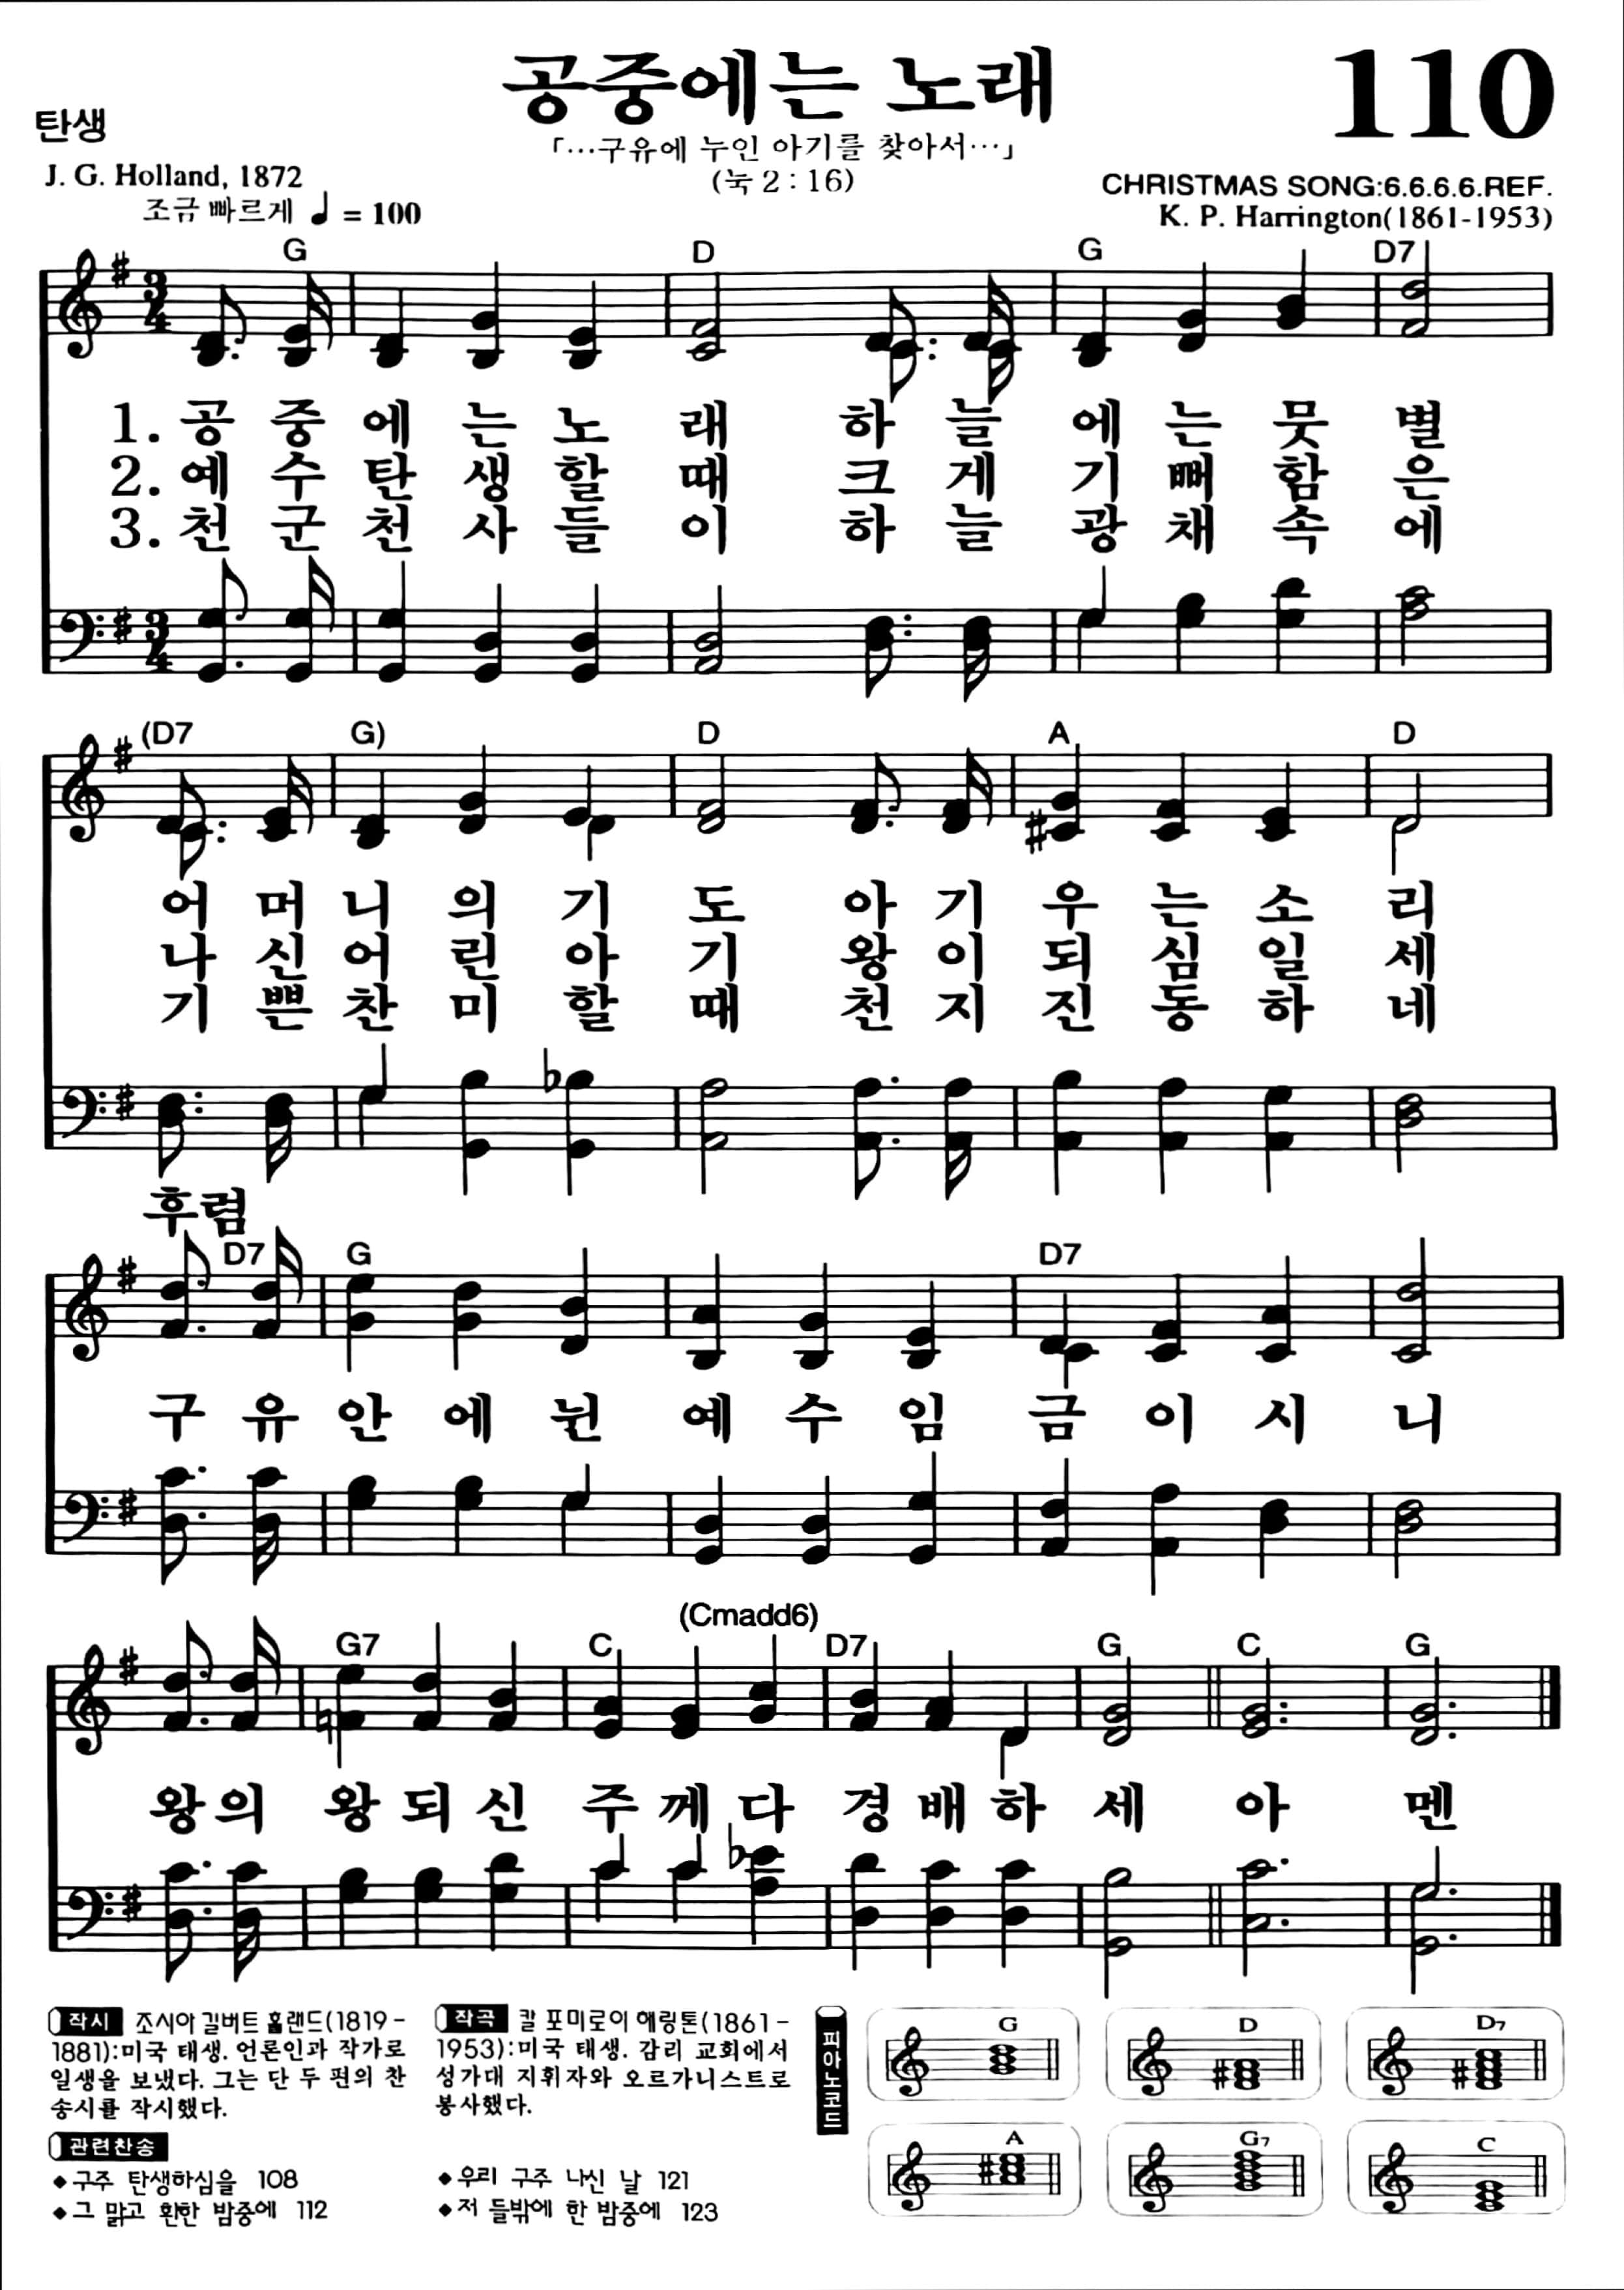 공중에는 노래
110
탄생
「…구유에 누인 아기를 찾아서…」
(눅 2 : 16)
J. G. Holland, 1872
조금 빠르게 ♩ = 100
CHRISTMAS SONG:6.6.6.6.REF.
K. P. Harrington(1861-1953)
G D G D7
1. 공 중 에 는 노 래 하 늘 에 는 뭇 별
2. 예 수 탄 생 할 때 크 게 기 뻐 함 은
3. 천 군 천 사 들 이 하 늘 광 채 속 에
(D7 G) D A D
어 머 니 의 기 도 아 기 우 는 소 리
나 신 어 린 아 기 왕 이 되 심 일 세
기 쁜 찬 미 할 때 천 지 진 동 하 네
후렴
D7 G D7
구 유 안 에 뉜 예 수 임 금 이 시 니
(Cmadd6)
G7 C D7 G C G
왕 의 왕 되 신 주 께 다 경 배 하 세 아 멘
작시 조시아 길버트 홀랜드(1819-
1881):미국 태생. 언론인과 작가로
일생을 보냈다. 그는 단 두 편의 찬
송시를 작시했다.
작곡 칼 포미로이 해링톤(1861-
1953):미국 태생. 감리 교회에서
성가대 지휘자와 오르가니스트로
봉사했다.
관련찬송
◆구주 탄생하심을 108
◆그 맑고 환한 밤중에 112
◆우리 구주 나신 날 121
◆저 들밖에 한 밤중에 123
피아노코드
G D D7
A G7 C